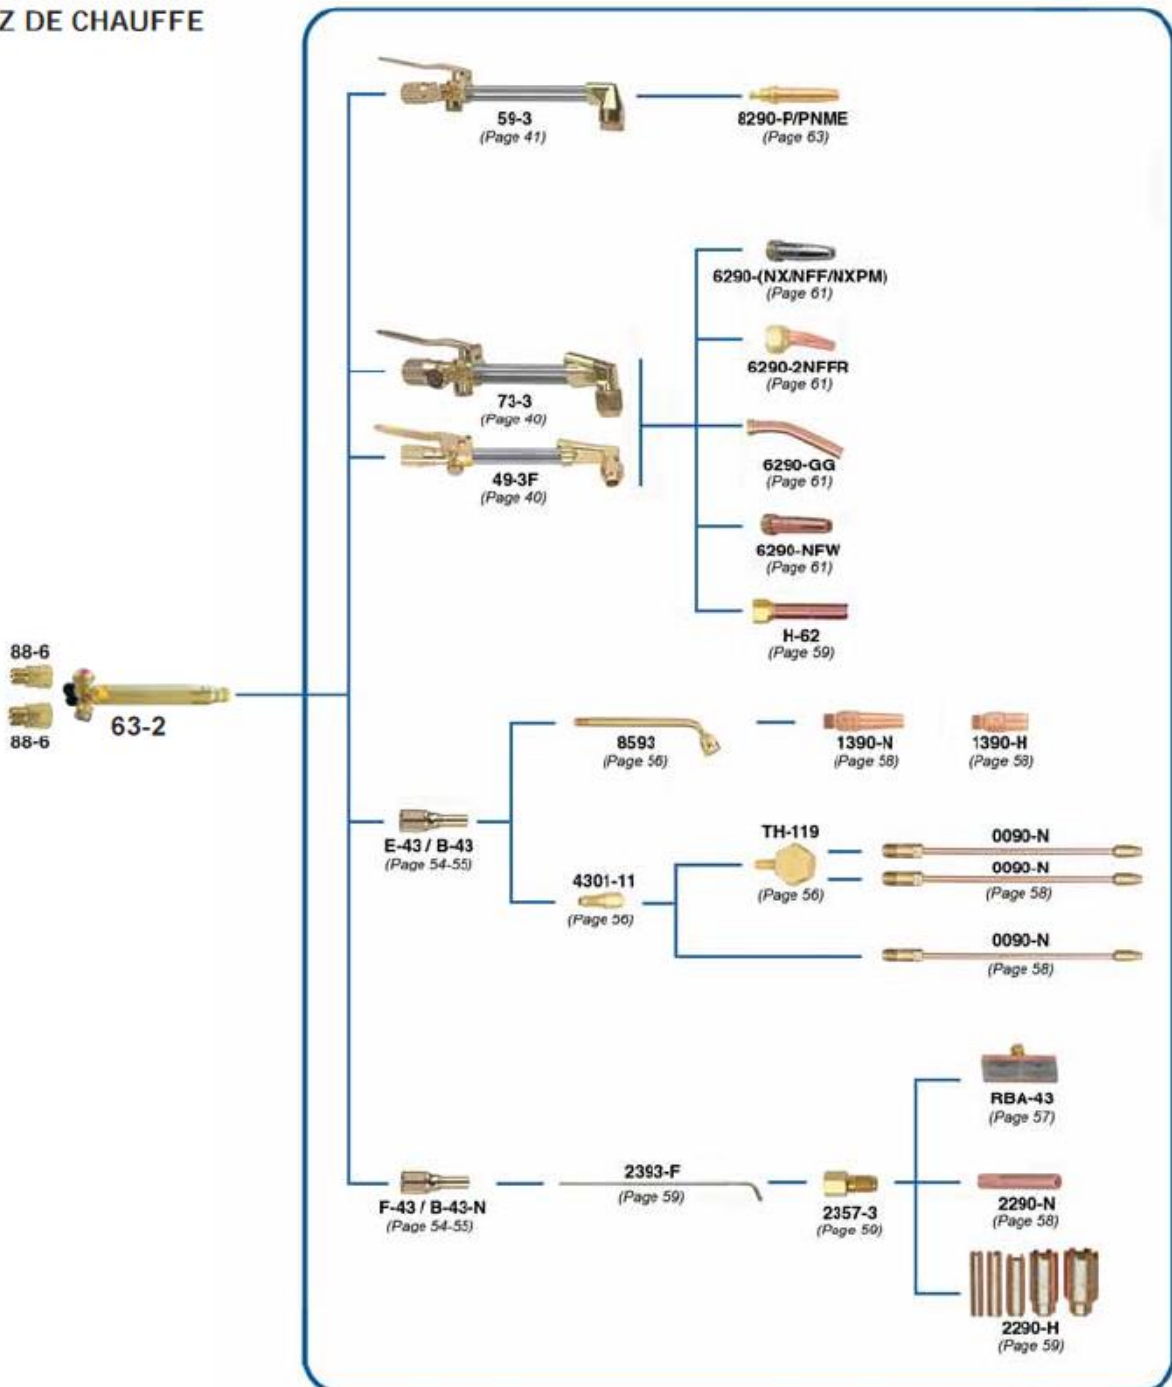 Z DE CHAUFFE
59-3
(Page 41)
8290-P/PNME
(Page 63)
6290-(NX/NFF/NXPM)
(Page 61)
6290-2NFFR
(Page 61)
73-3
(Page 40)
49-3F
(Page 40)
6290-GG
(Page 61)
6290-NFW
(Page 61)
H-62
(Page 59)
88-6
63-2
88-6
8593
(Page 56)
1390-N
(Page 58)
1390-H
(Page 58)
E-43 / B-43
(Page 54-55)
TH-119
(Page 56)
0090-N
0090-N
(Page 58)
4301-11
(Page 56)
0090-N
(Page 58)
RBA-43
(Page 57)
F-43 / B-43-N
(Page 54-55)
2393-F
(Page 59)
2357-3
(Page 59)
2290-N
(Page 58)
2290-H
(Page 59)